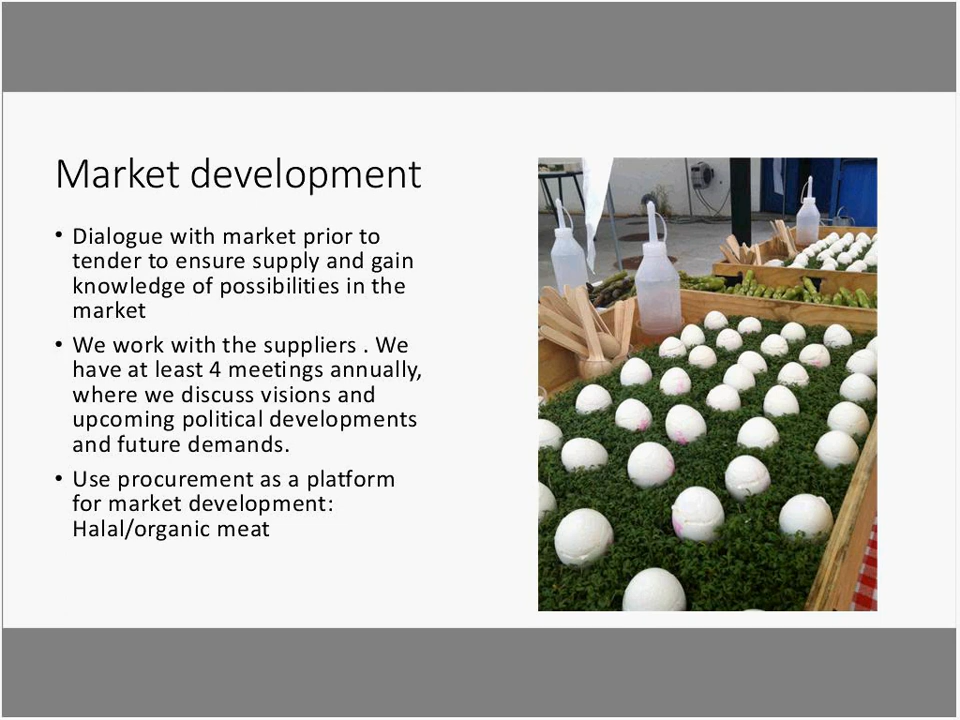 Market development
• Dialogue with market prior to
tender to ensure supply and gain
knowledge of possibilities in the
market
• We work with the suppliers . We
have at least 4 meetings annually,
where we discuss visions and
upcoming political developments
and future demands.
• Use procurement as a platform
for market development:
Halal/organic meat